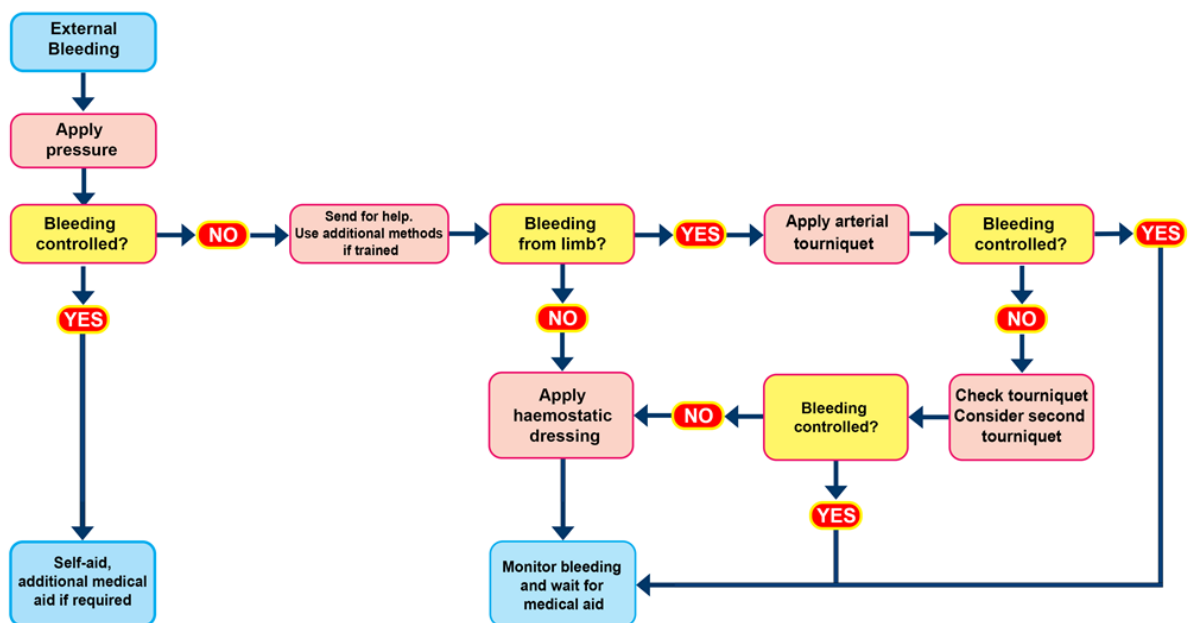 External
Bleeding
Apply
pressure
Bleeding
controlled?
NO
Send for help.
Use additional methods
if trained
Bleeding
from limb?
YES
Apply arterial
tourniquet
Bleeding
controlled?
YES
YES
NO
NO
Apply
haemostatic
dressing
NO
Bleeding
controlled?
Check tourniquet
Consider second
tourniquet
YES
Self-aid,
additional medical
aid if required
Monitor bleeding
and wait for
medical aid